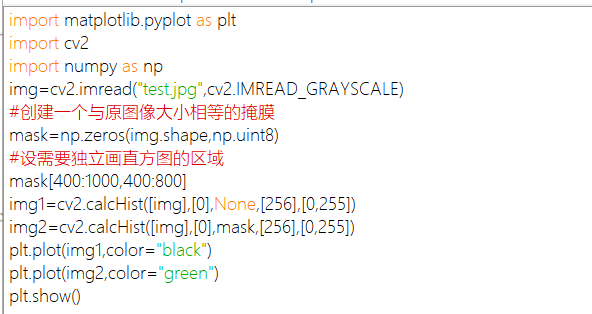 import matplotlib.pyplot as plt
import cv2
import numpy as np
img=cv2.imread("test.jpg",cv2.IMREAD_GRAYSCALE)
#创建一个与原图像大小相等的掩膜
mask=np.zeros(img.shape,np.uint8)
#设需要独立画直方图的区域
mask[400:1000,400:800]
img1=cv2.calcHist([img],[0],None,[256],[0,255])
img2=cv2.calcHist([img],[0],mask,[256],[0,255])
plt.plot(img1,color="black")
plt.plot(img2,color="green")
plt.show()